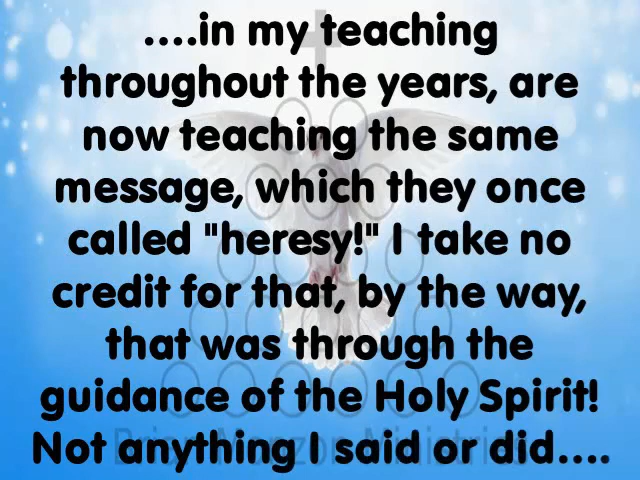 ....in my teaching
throughout the years, are
now teaching the same
message, which they once
called "heresy!" I take no
credit for that, by the way,
that was through the
guidance of the Holy Spirit!
Not anything I said or did....
Ministries